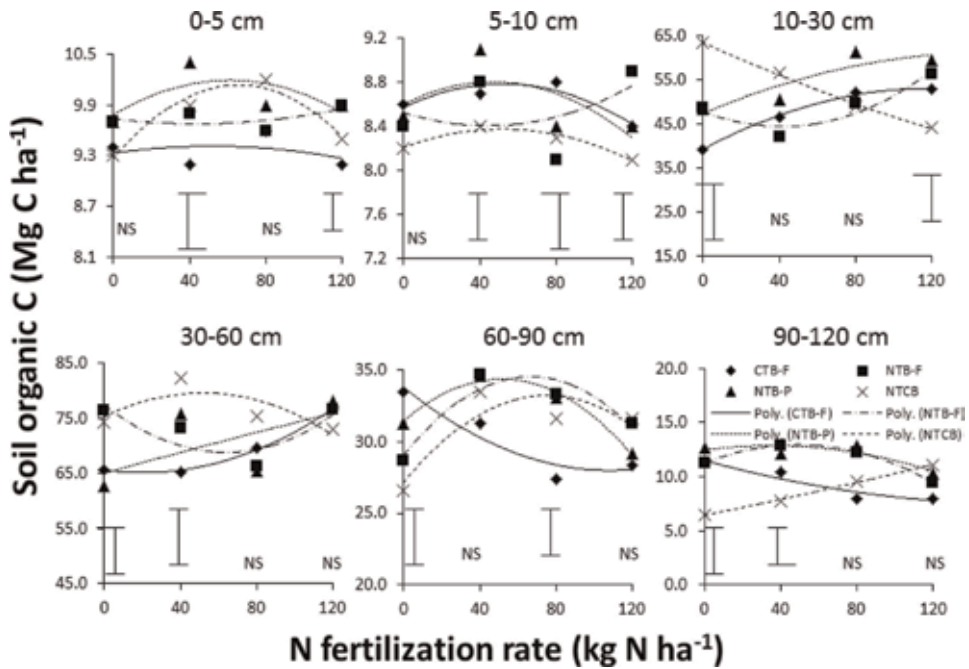 0-5 cm
5-10 cm
10-30 cm
10.5
9.9
9.3
8.7
8.1
NS
NS
0 40 80 120
9.2
8.8
8.4
8.0
7.6
7.2
NS
0 40 80 120
65.0
55.0
45.0
35.0
25.0
15.0
NS
NS
0 40 80 120
Soil organic C (Mg C ha⁻¹)
30-60 cm
60-90 cm
90-120 cm
85.0
75.0
65.0
55.0
45.0
NS
NS
0 40 80 120
35.0
30.0
25.0
20.0
NS
NS
0 40 80 120
20.0
15.0
10.0
5.0
0.0
CTB-F
NTB-F
NTB-P
NTCB
Poly. (CTB-F)
Poly. (NTB-F)
Poly. (NTB-P)
Poly. (NTCB)
NS
NS
0 40 80 120
N fertilization rate (kg N ha⁻¹)